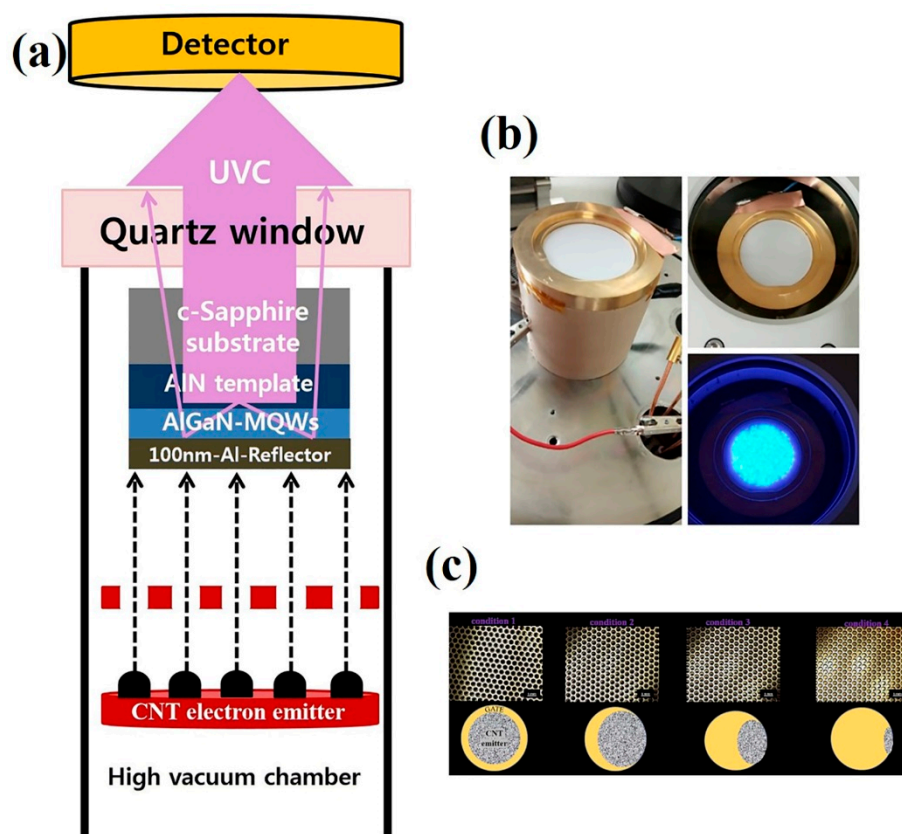 (a)
Detector
UVC
Quartz window
c-Sapphire
substrate
AlN template
AlGaN-MQWs
100nm-Al-Reflector
CNT electron emitter
High vacuum chamber
(b)
(c)
condition 1
condition 2
condition 3
condition 4
GATE
CNT
emitter